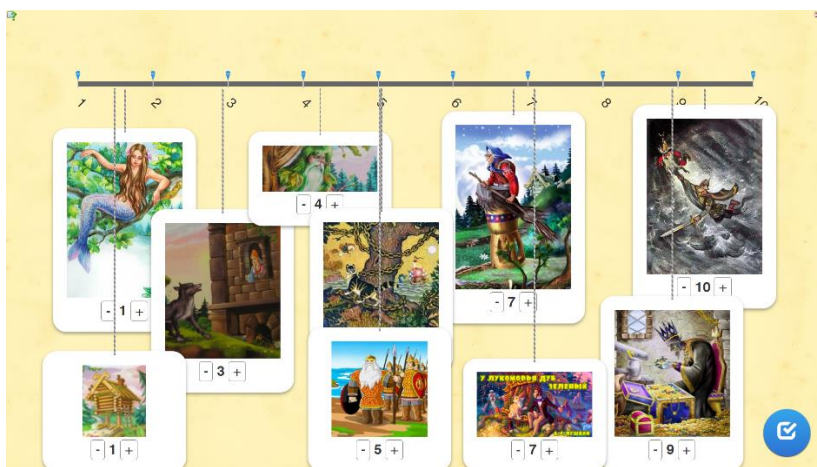 1 2 3 4 5 6 7 8 9 10
- 4 +
- 1 +
- 3 +
- 7 +
- 10 +
- 1 +
- 5 +
У ЛУКОМОРЬЯ ДУБ
ЗЕЛЕНЫЙ
- 7 +
- 9 +